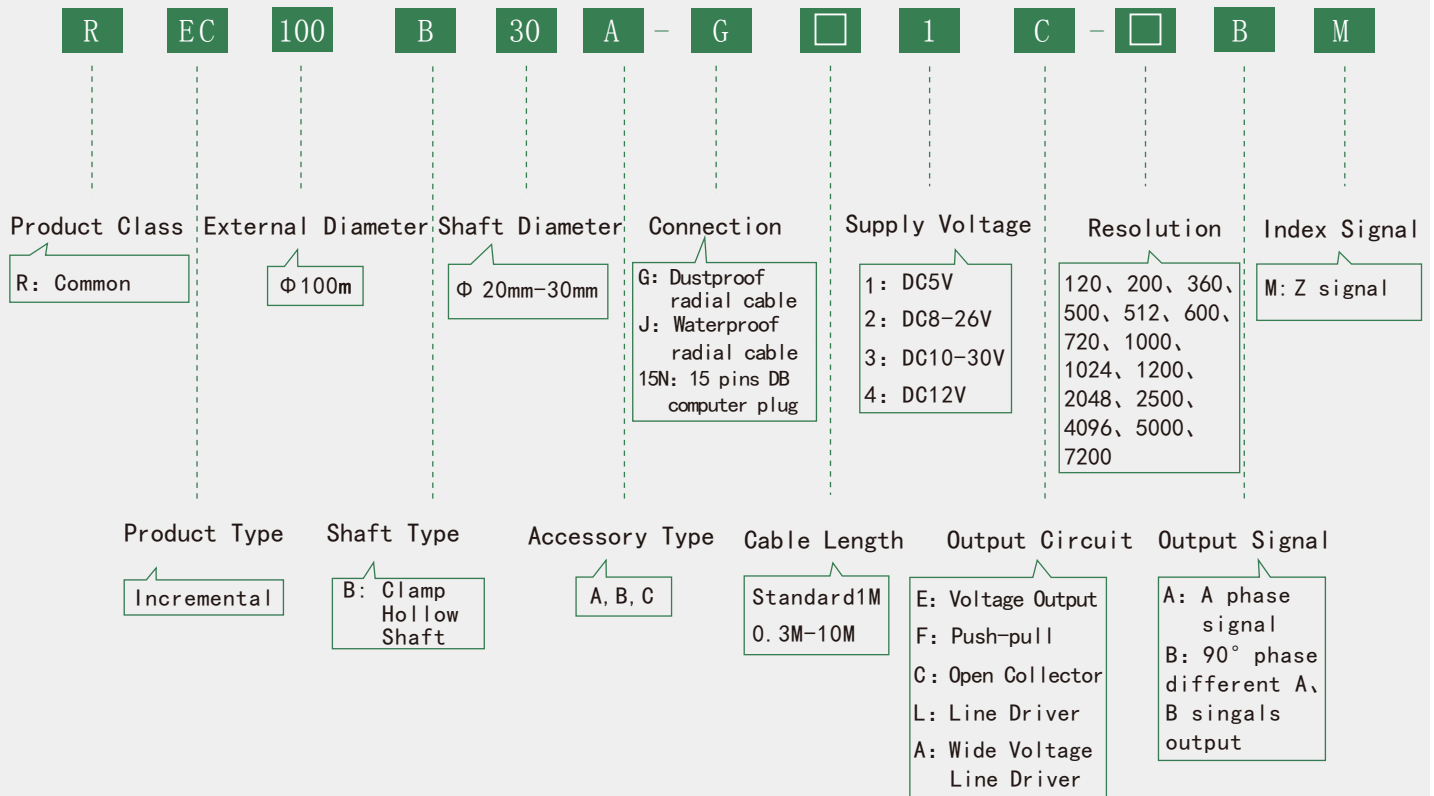 R EC 100 B 30 A - G □ 1 C - □ B M
Product Class
R: Common
External Diameter
Φ100m
Shaft Diameter
Φ 20mm-30mm
Connection
G: Dustproof
radial cable
J: Waterproof
radial cable
15N: 15 pins DB
computer plug
Supply Voltage
1: DC5V
2: DC8-26V
3: DC10-30V
4: DC12V
Resolution
120、200、360、
500、512、600、
720、1000、
1024、1200、
2048、2500、
4096、5000、
7200
Index Signal
M: Z signal
Product Type
Incremental
Shaft Type
B: Clamp
Hollow
Shaft
Accessory Type
A, B, C
Cable Length
Standard1M
0.3M-10M
Output Circuit
E: Voltage Output
F: Push-pull
C: Open Collector
L: Line Driver
A: Wide Voltage
Line Driver
Output Signal
A: A phase
signal
B: 90° phase
different A、
B singals
output